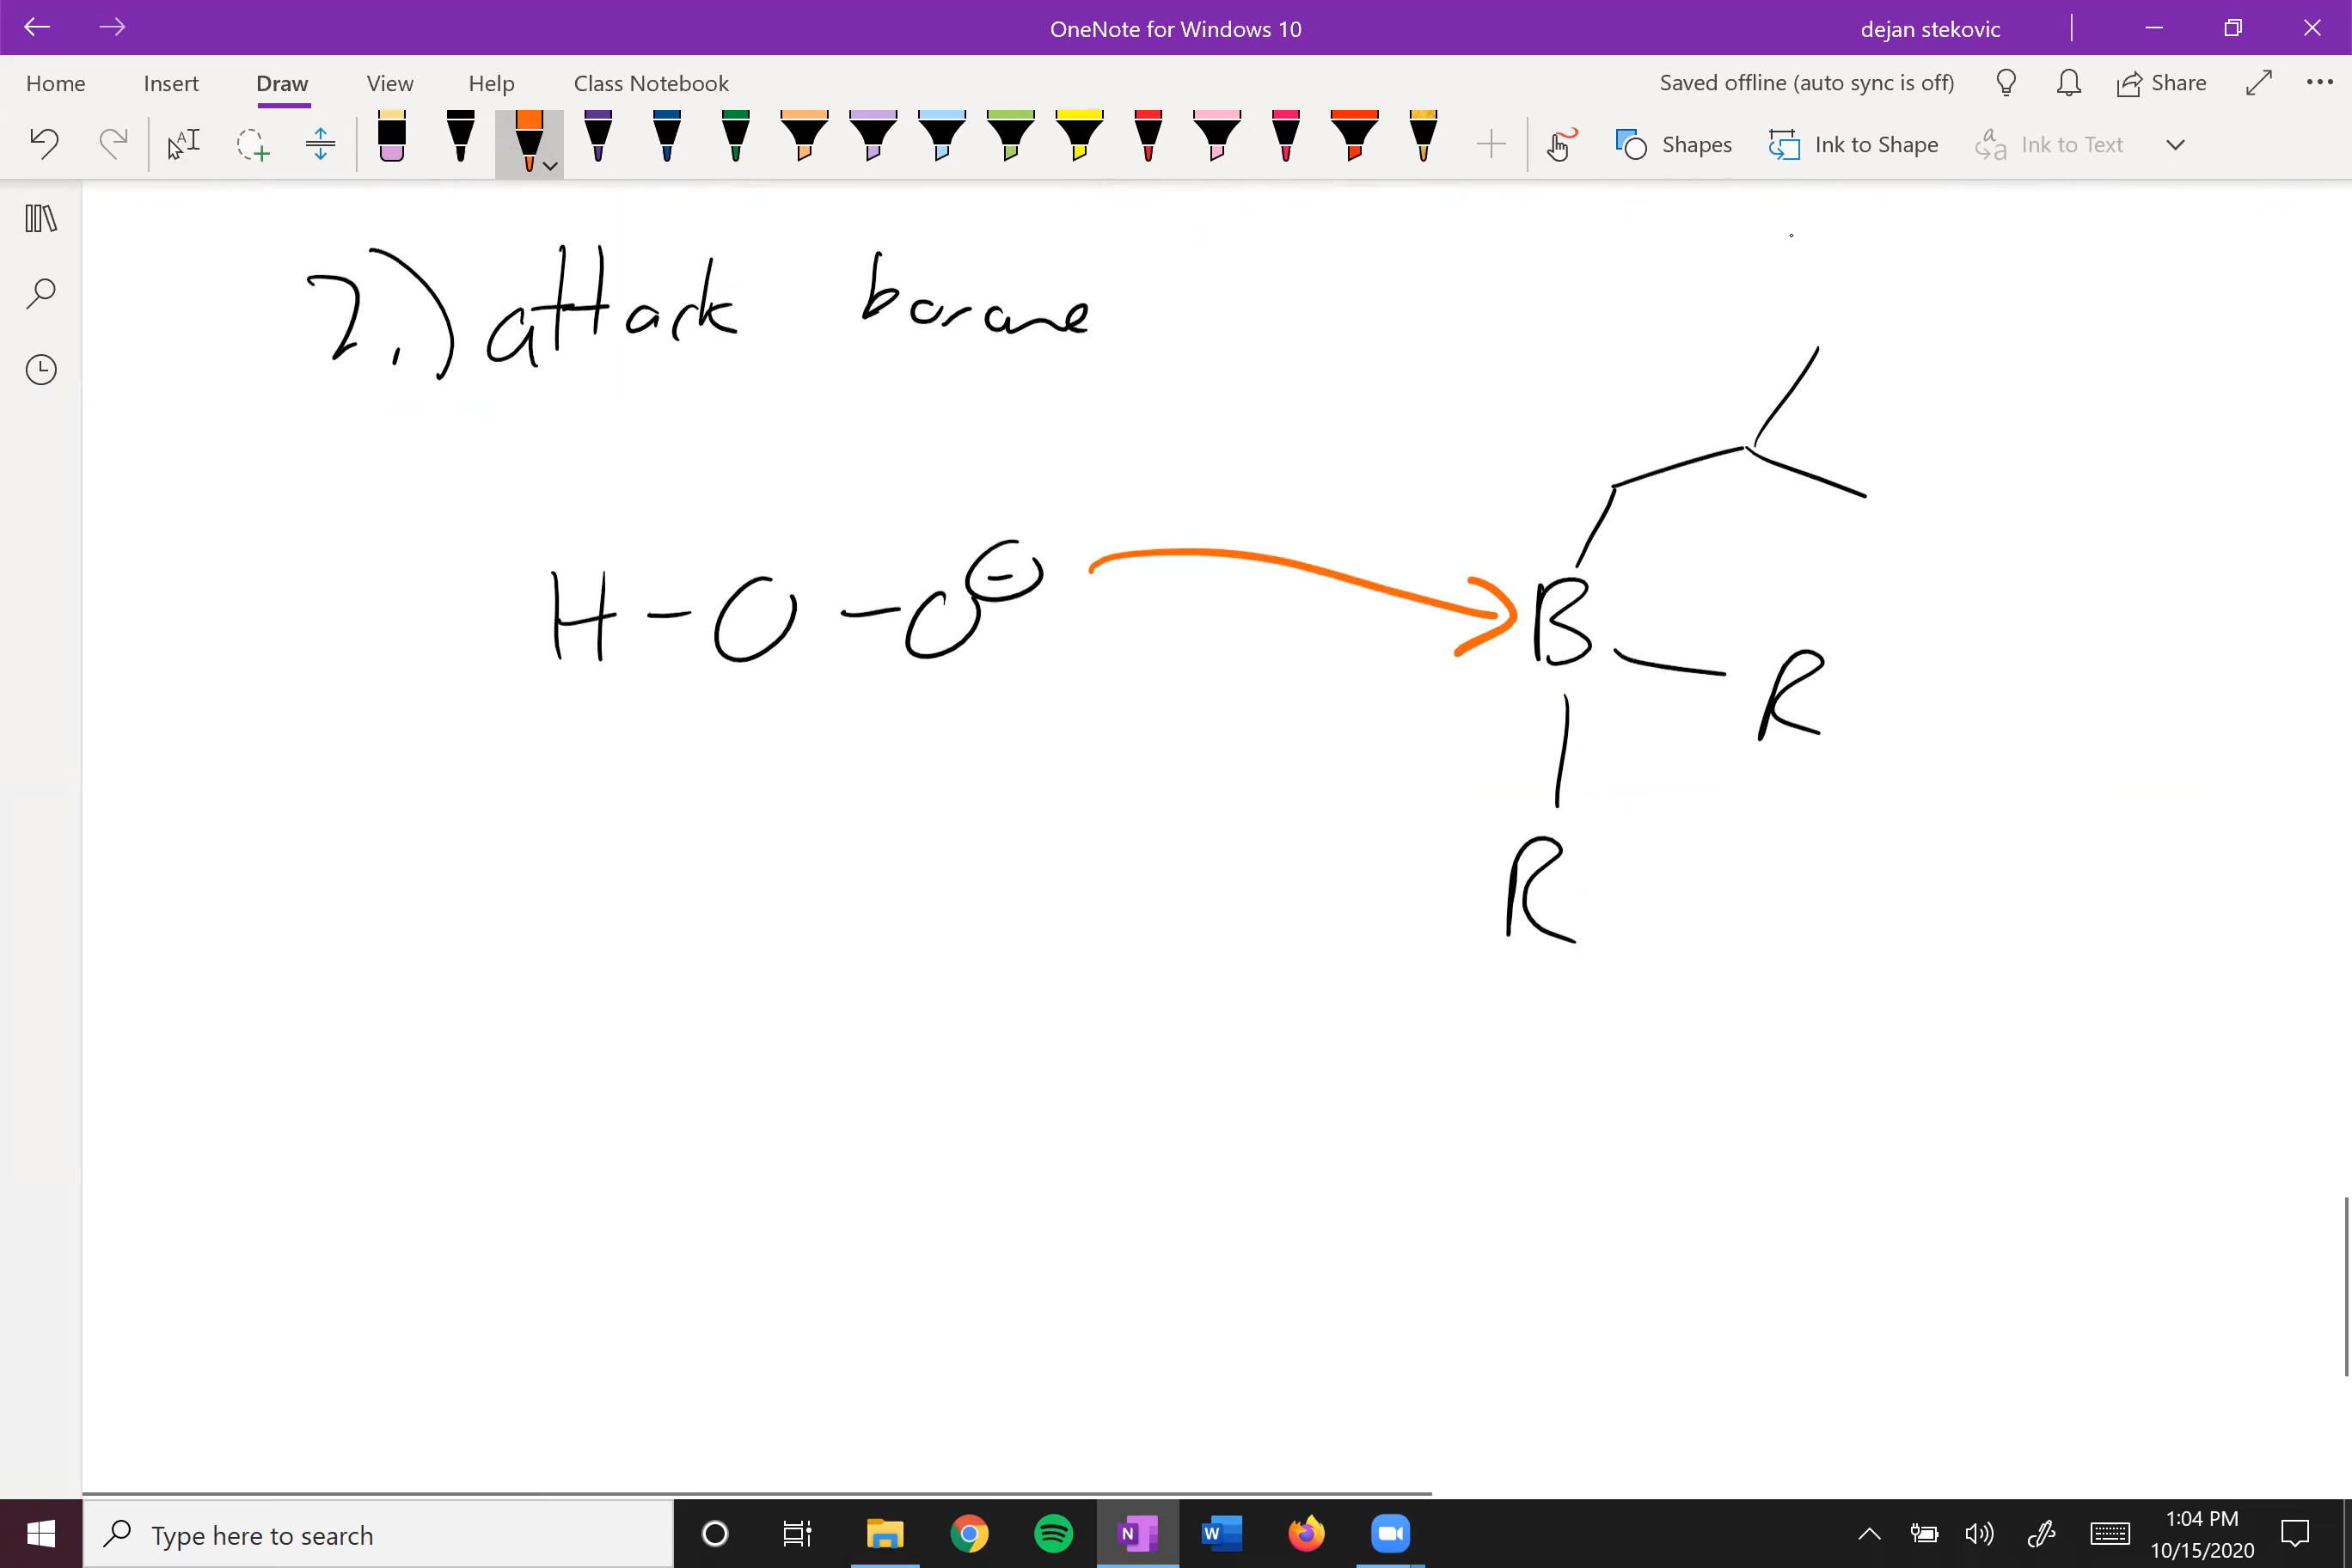 OneNote for Windows 10
dejan stekovic
Home Insert Draw View Help Class Notebook
Saved offline (auto sync is off) Share
Shapes Ink to Shape Ink to Text
2.) attack borane
H-O-O⊖
B
R
R
Type here to search
1:04 PM
10/15/2020